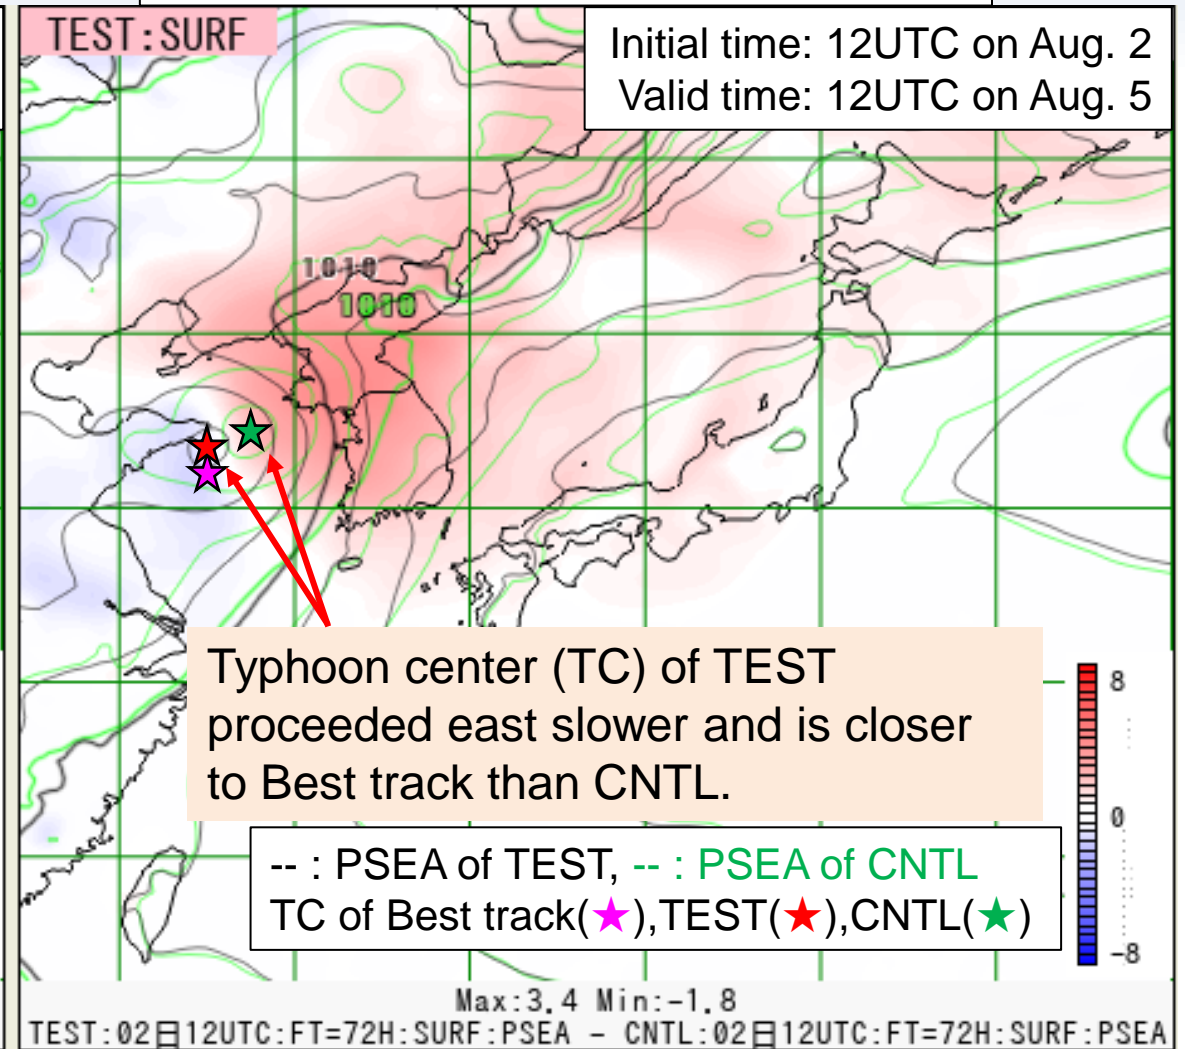 TEST:SURF
Initial time: 12UTC on Aug. 2
Valid time: 12UTC on Aug. 5
1010
1010
Typhoon center (TC) of TEST
proceeded east slower and is closer
to Best track than CNTL.
8
0
-8
-- : PSEA of TEST, -- : PSEA of CNTL
TC of Best track(★),TEST(★),CNTL(★)
Max:3.4 Min:-1.8
TEST:02日12UTC:FT=72H:SURF:PSEA - CNTL:02日12UTC:FT=72H:SURF:PSEA